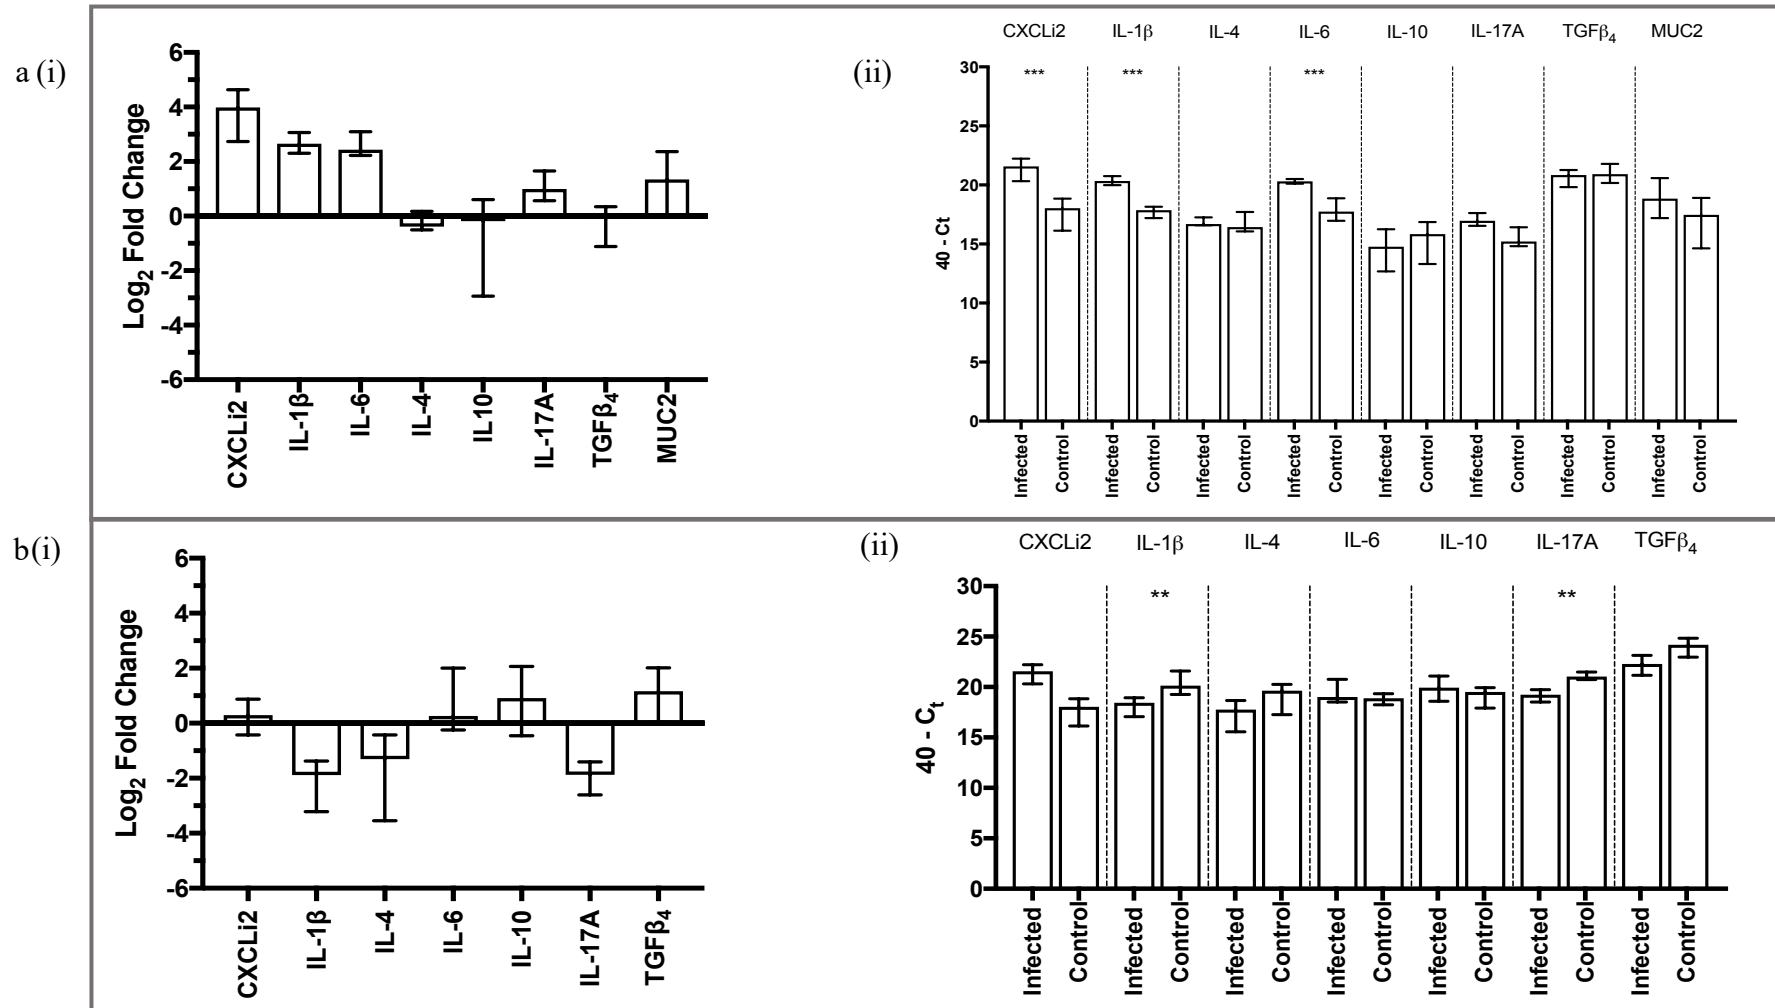 a (i)
6
4
2
0
-2
-4
-6
Log2 Fold Change
CXCLi2
IL-1β
IL-6
IL-4
IL10
IL-17A
TGFβ4
MUC2
(ii)
CXCLi2 IL-1β IL-4 IL-6 IL-10 IL-17A TGFβ4 MUC2
*** *** ***
30
25
20
15
10
5
0
40 - Ct
Infected
Control
Infected
Control
Infected
Control
Infected
Control
Infected
Control
Infected
Control
Infected
Control
Infected
Control
b(i)
6
4
2
0
-2
-4
-6
Log2 Fold Change
CXCLi2
IL-1β
IL-4
IL-6
IL-10
IL-17A
TGFβ4
(ii)
CXCLi2 IL-1β IL-4 IL-6 IL-10 IL-17A TGFβ4
** **
30
25
20
15
10
5
0
40 - Ct
Infected
Control
Infected
Control
Infected
Control
Infected
Control
Infected
Control
Infected
Control
Infected
Control